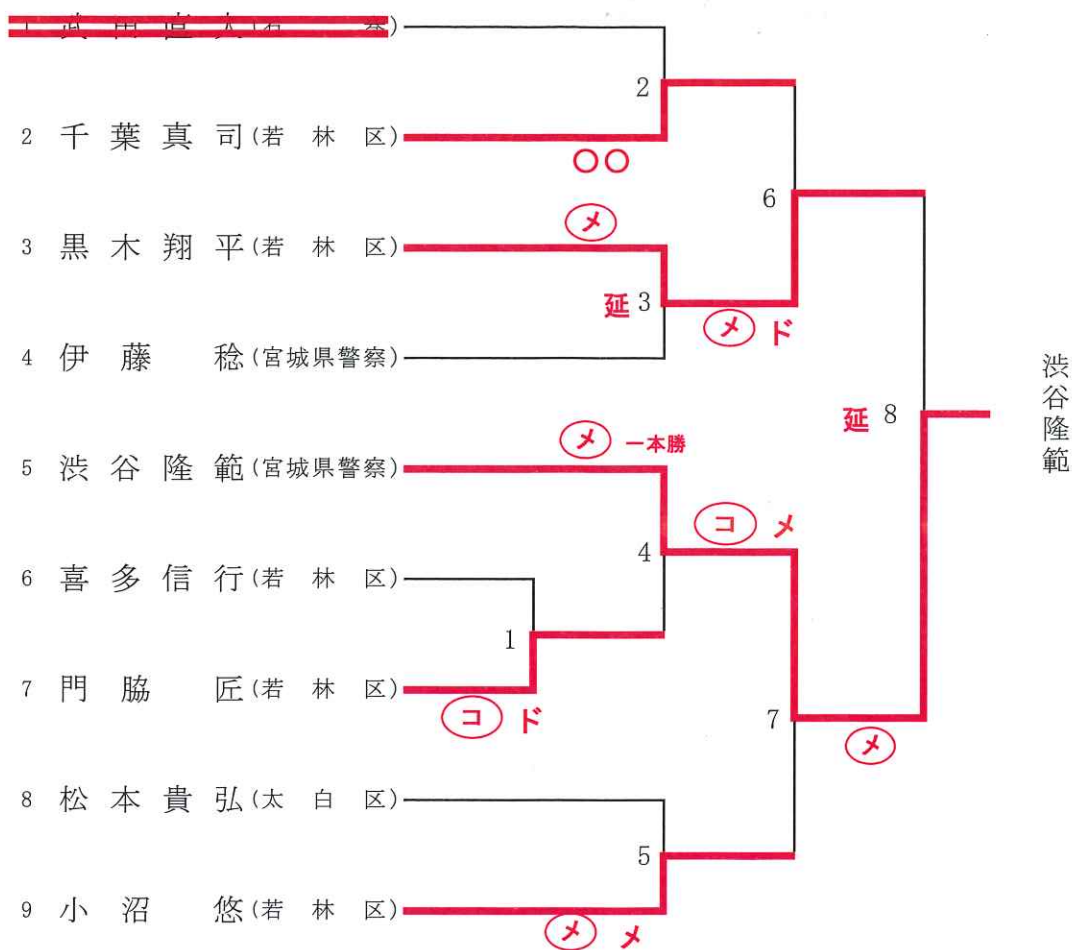 2
2 千葉真司(若林区)
○○
6
メ
3 黒木翔平(若林区)
延 3
メ ド
4 伊藤 稔(宮城県警察)
渋谷隆範
延 8
メ 一本勝
5 渋谷隆範(宮城県警察)
コ メ
4
6 喜多信行(若林区)
1
7 門脇 匠(若林区)
コ ド
7
メ
8 松本貴弘(太白区)
5
9 小沼 悠(若林区)
メ メ